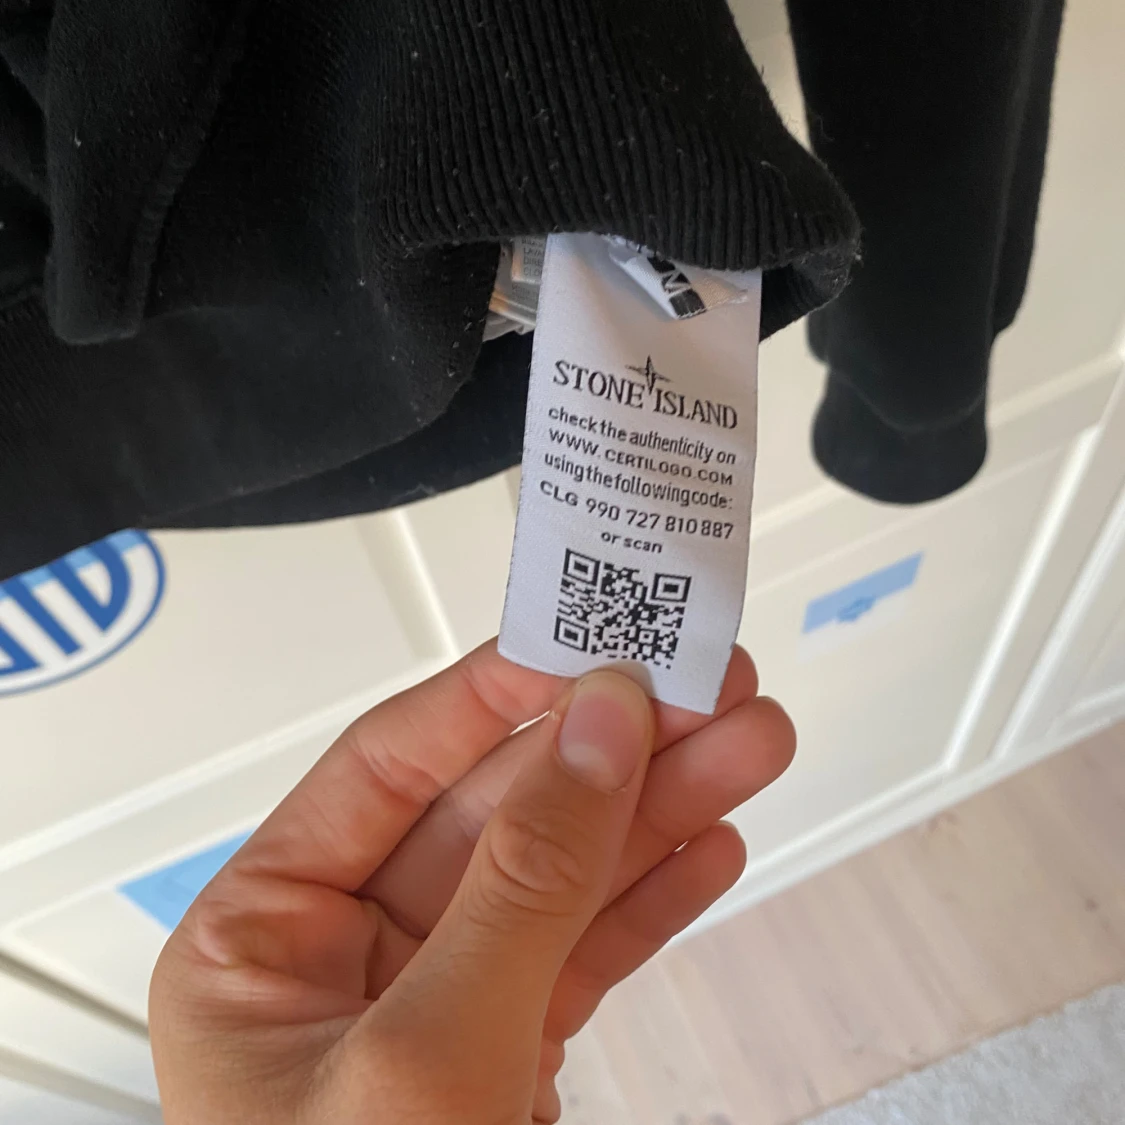 STONE ISLAND
check the authenticity on
WWW.CERTILOGO.COM
using the following code:
CLG 990 727 810 887
or scan